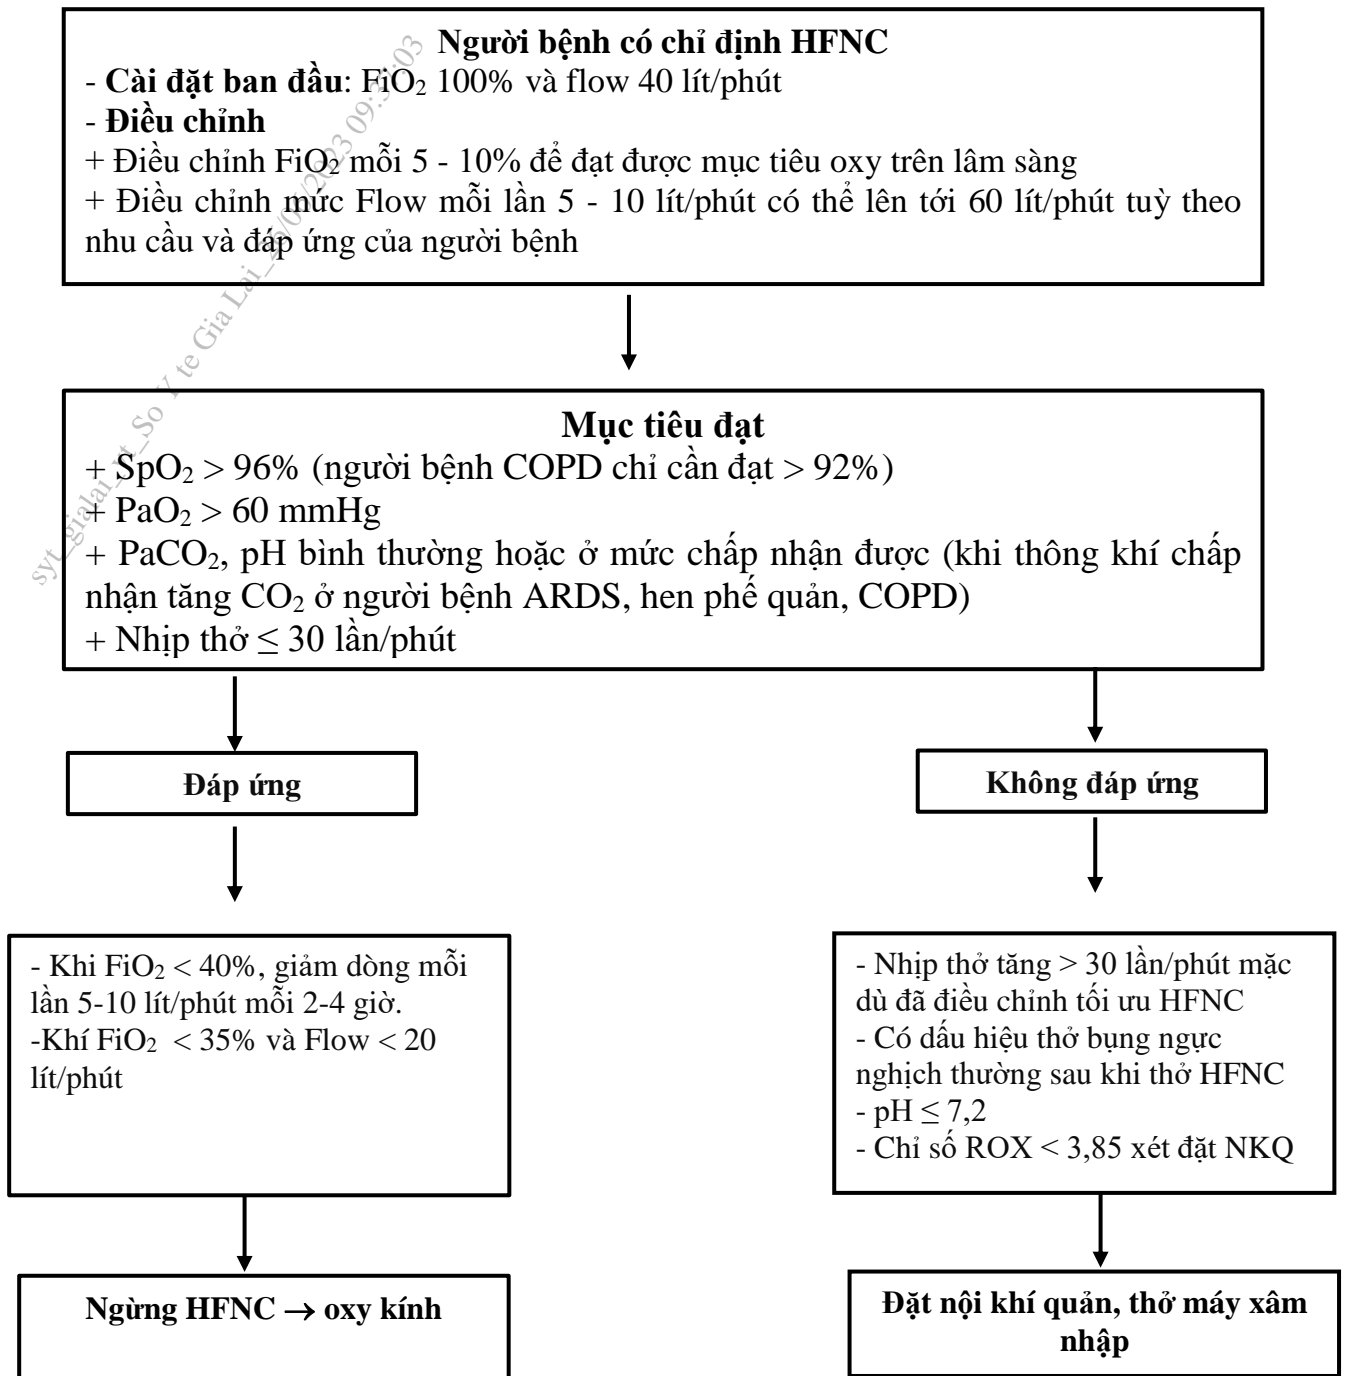 Người bệnh có chỉ định HFNC
- Cài đặt ban đầu: FiO₂ 100% và flow 40 lít/phút
- Điều chỉnh
+ Điều chỉnh FiO₂ mỗi 5 - 10% để đạt được mục tiêu oxy trên lâm sàng
+ Điều chỉnh mức Flow mỗi lần 5 - 10 lít/phút có thể lên tới 60 lít/phút tuỳ theo
nhu cầu và đáp ứng của người bệnh
Mục tiêu đạt
+ SpO₂ > 96% (người bệnh COPD chỉ cần đạt > 92%)
+ PaO₂ > 60 mmHg
+ PaCO₂, pH bình thường hoặc ở mức chấp nhận được (khi thông khí chấp
nhận tăng CO₂ ở người bệnh ARDS, hen phế quản, COPD)
+ Nhịp thở ≤ 30 lần/phút
Đáp ứng
Không đáp ứng
- Khi FiO₂ < 40%, giảm dòng mỗi
lần 5-10 lít/phút mỗi 2-4 giờ.
-Khí FiO₂ < 35% và Flow < 20
lít/phút
- Nhịp thở tăng > 30 lần/phút mặc
dù đã điều chỉnh tối ưu HFNC
- Có dấu hiệu thở bụng ngực
nghịch thường sau khi thở HFNC
- pH ≤ 7,2
- Chỉ số ROX < 3,85 xét đặt NKQ
Ngừng HFNC → oxy kính
Đặt nội khí quản, thở máy xâm
nhập